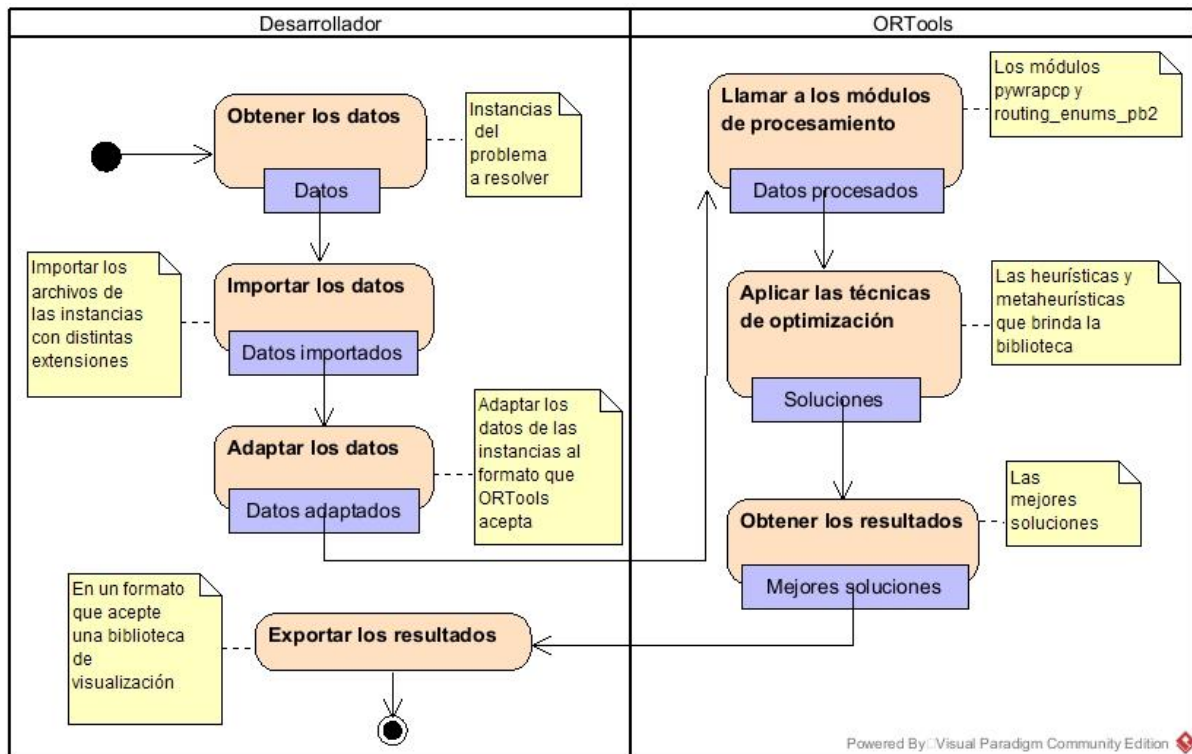 Desarrollador
ORTools
Obtener los datos
Datos
Instancias
del
problema
a resolver
Importar los
archivos de
las instancias
con distintas
extensiones
Importar los datos
Datos importados
Adaptar los datos
Datos adaptados
Adaptar los
datos de las
instancias al
formato que
ORTools
acepta
En un formato
que acepte
una biblioteca
de
visualización
Exportar los resultados
Llamar a los módulos
de procesamiento
Datos procesados
Los módulos
pywrapcp y
routing_enums_pb2
Aplicar las técnicas
de optimización
Soluciones
Las heurísticas y
metaheurísticas
que brinda la
biblioteca
Obtener los resultados
Mejores soluciones
Las
mejores
soluciones
Powered By Visual Paradigm Community Edition